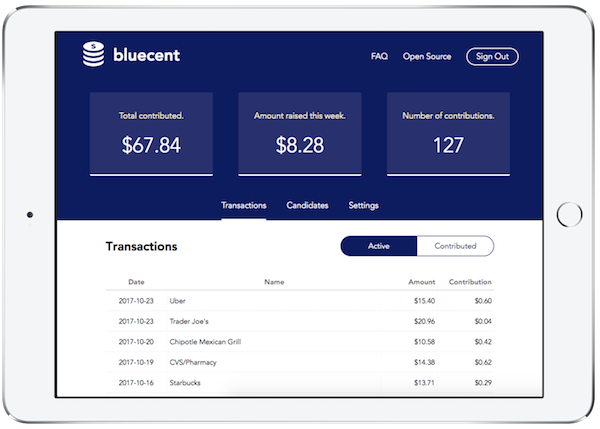 $ bluecent
FAQ Open Source Sign Out
Total contributed. Amount raised this week. Number of contributions.
$67.84 $8.28 127
Transactions Candidates Settings
Transactions Active Contributed
Date Name Amount Contribution
2017-10-23 Uber $15.40 $0.60
2017-10-23 Trader Joe's $20.96 $0.04
2017-10-20 Chipotle Mexican Grill $10.58 $0.42
2017-10-19 CVS/Pharmacy $14.38 $0.62
2017-10-16 Starbucks $13.71 $0.29